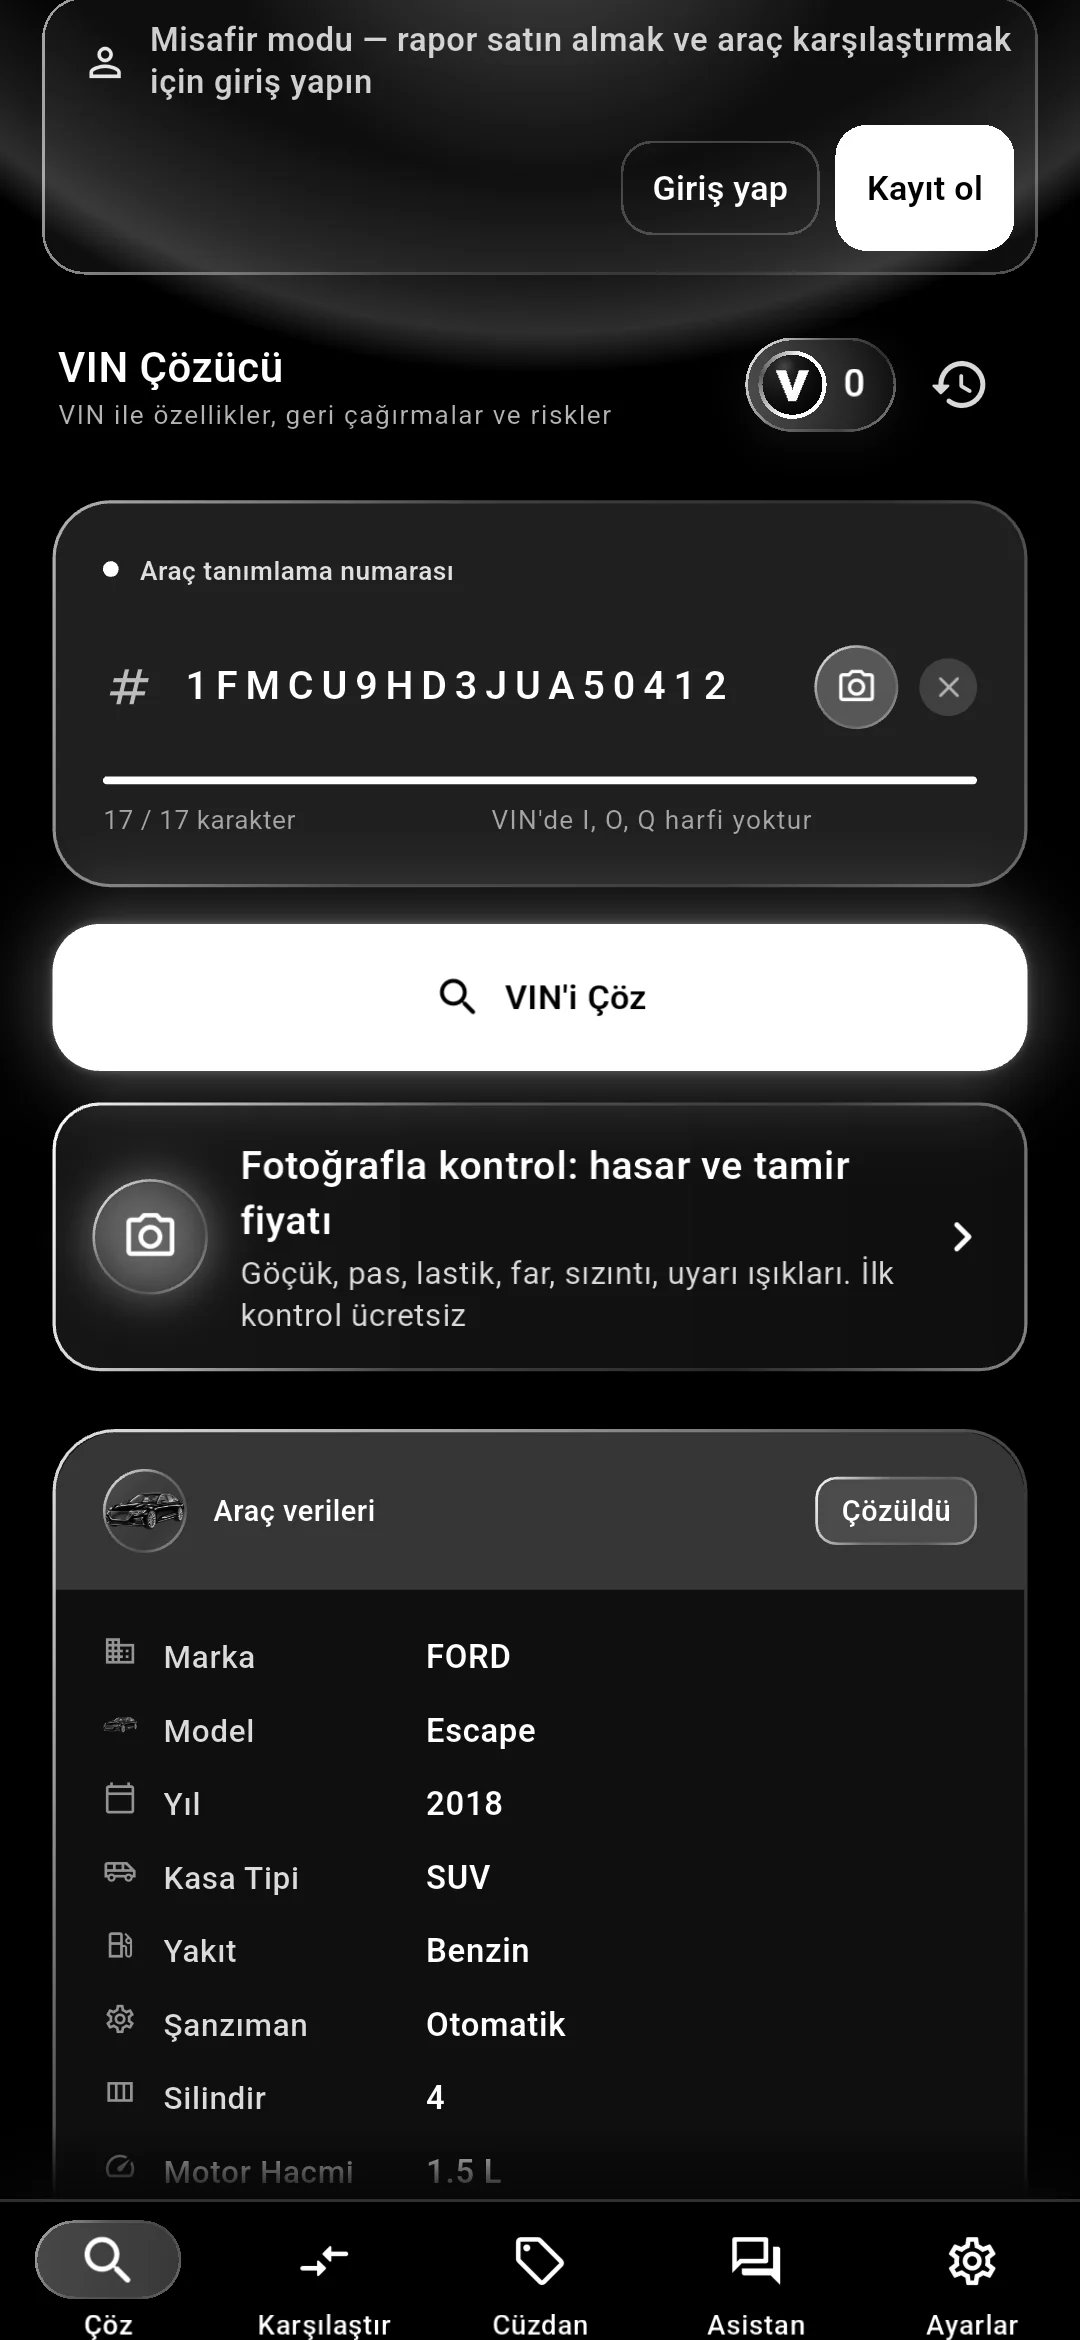 Misafir modu — rapor satın almak ve araç karşılaştırmak
için giriş yapın
Giriş yap
Kayıt ol
VIN Çözücü
VIN ile özellikler, geri çağırmalar ve riskler
V 0
Araç tanımlama numarası
# 1FMCU9HD3JUA50412
17 / 17 karakter
VIN'de I, O, Q harfi yoktur
VIN'i Çöz
Fotoğrafla kontrol: hasar ve tamir
fiyatı
Göçük, pas, lastik, far, sızıntı, uyarı ışıkları. İlk
kontrol ücretsiz
Araç verileri
Çözüldü
Marka FORD
Model Escape
Yıl 2018
Kasa Tipi SUV
Yakıt Benzin
Şanzıman Otomatik
Silindir 4
Motor Hacmi 1.5 L
Çöz
Karşılaştır
Cüzdan
Asistan
Ayarlar